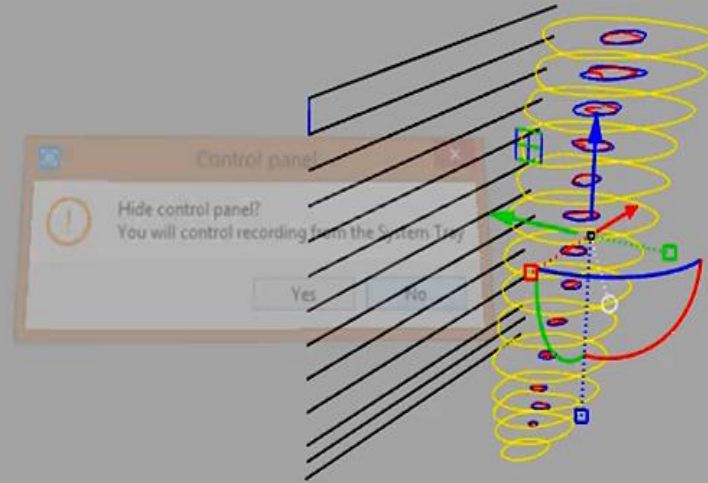 Control panel
Hide control panel?
You will control recording from the System Tray
Yes
No